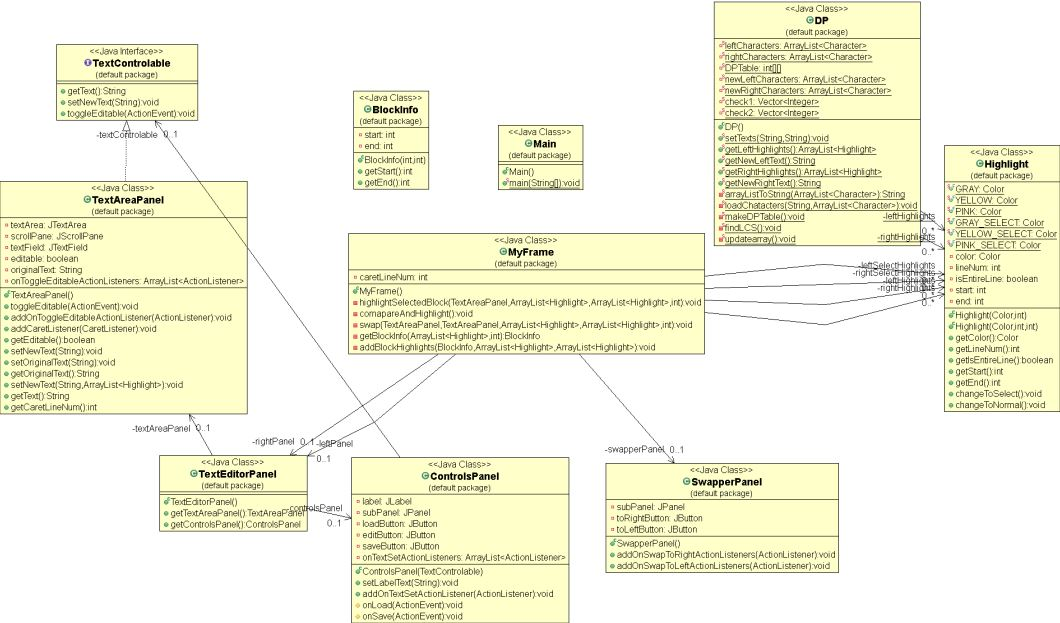 <<Java Interface>>
TextControlable
(default package)
getText():String
setNewText(String):void
toggleEditable(ActionEvent):void
-textControlable 0..1
<<Java Class>>
TextAreaPanel
(default package)
textArea: JTextArea
scrollPane: JScrollPane
textField: JTextField
editable: boolean
originalText: String
onToggleEditableActionListeners: ArrayList<ActionListener>
TextAreaPanel()
toggleEditable(ActionEvent):void
addOnToggleEditableActionListener(ActionListener):void
addCaretListener(CaretListener):void
getEditable():boolean
setNewText(String):void
setOriginalText(String):void
getOriginalText():String
setNewText(String,ArrayList<Highlight>):void
getText():String
getCaretLineNum():int
-textAreaPanel 0..1
<<Java Class>>
TextEditorPanel
(default package)
TextEditorPanel()
getTextAreaPanel():TextAreaPanel
getControlsPanel():ControlsPanel
-controlsPanel
0..1
<<Java Class>>
BlockInfo
(default package)
start: int
end: int
BlockInfo(int,int)
getStart():int
getEnd():int
<<Java Class>>
Main
(default package)
Main()
main(String[]):void
<<Java Class>>
MyFrame
(default package)
caretLineNum: int
MyFrame()
highlightSelectedBlock(TextAreaPanel,ArrayList<Highlight>,ArrayList<Highlight>,int):void
comapareAndHighlight():void
swap(TextAreaPanel,TextAreaPanel,ArrayList<Highlight>,ArrayList<Highlight>,int):void
getBlockInfo(ArrayList<Highlight>,int):BlockInfo
addBlockHighlights(BlockInfo,ArrayList<Highlight>,ArrayList<Highlight>):void
-rightPanel 0..1
-leftPanel
0..1
-swapperPanel 0..1
<<Java Class>>
ControlsPanel
(default package)
label: JLabel
subPanel: JPanel
loadButton: JButton
editButton: JButton
saveButton: JButton
onTextSetActionListeners: ArrayList<ActionListener>
ControlsPanel(TextControlable)
setLabelText(String):void
addOnTextSetActionListener(ActionListener):void
onLoad(ActionEvent):void
onSave(ActionEvent):void
<<Java Class>>
SwapperPanel
(default package)
subPanel: JPanel
toRightButton: JButton
toLeftButton: JButton
SwapperPanel()
addOnSwapToRightActionListeners(ActionListener):void
addOnSwapToLeftActionListeners(ActionListener):void
<<Java Class>>
DP
(default package)
leftCharacters: ArrayList<Character>
rightCharacters: ArrayList<Character>
DPTable: int[][]
newLeftCharacters: ArrayList<Character>
newRightCharacters: ArrayList<Character>
check1: Vector<Integer>
check2: Vector<Integer>
DP()
setTexts(String,String):void
getLeftHighlights():ArrayList<Highlight>
getNewLeftText():String
getRightHighlights():ArrayList<Highlight>
getNewRightText():String
arrayListToString(ArrayList<Character>):String
loadChatacters(String,ArrayList<Character>):void
makeDPTable():void
findLCS():void
updatearray():void
-leftHighlights
0..*
-rightHighlights
0..*
-leftSelectHighlights
-rightSelectHighlights
-leftHighlights
-rightHighlights
0..*
<<Java Class>>
Highlight
(default package)
GRAY: Color
YELLOW: Color
PINK: Color
GRAY_SELECT: Color
YELLOW_SELECT: Color
PINK_SELECT: Color
color: Color
lineNum: int
isEntireLine: boolean
start: int
end: int
Highlight(Color,int)
Highlight(Color,int,int)
getColor():Color
getLineNum():int
getIsEntireLine():boolean
getStart():int
getEnd():int
changeToSelect():void
changeToNormal():void